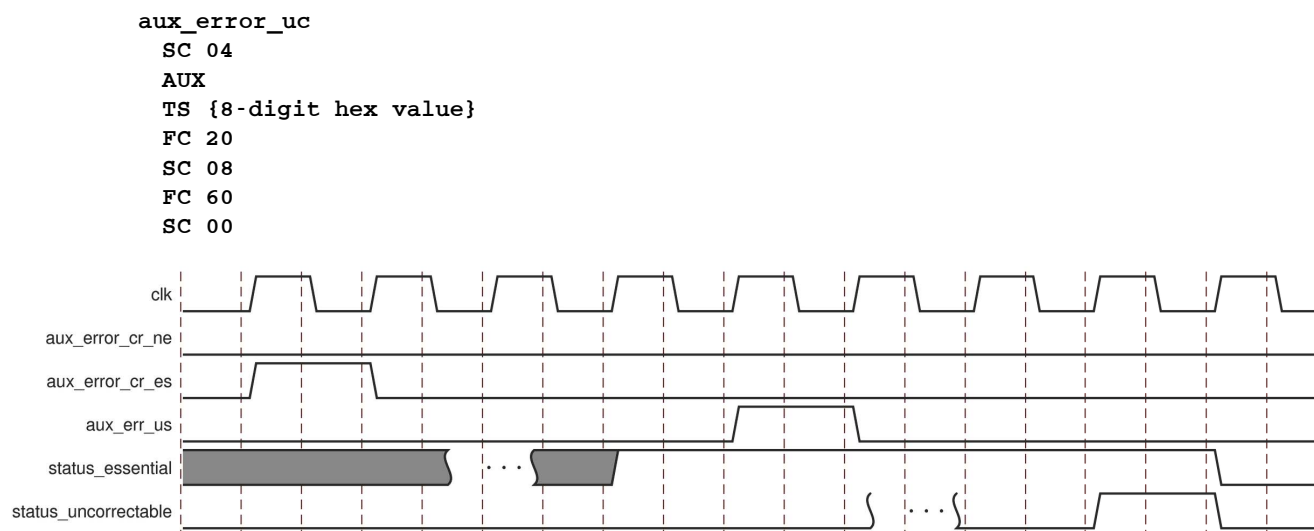 aux_error_uc
SC 04
AUX
TS {8-digit hex value}
FC 20
SC 08
FC 60
SC 00
clk
aux_error_cr_ne
aux_error_cr_es
aux_err_us
status_essential
. . .
status_uncorrectable
. . .